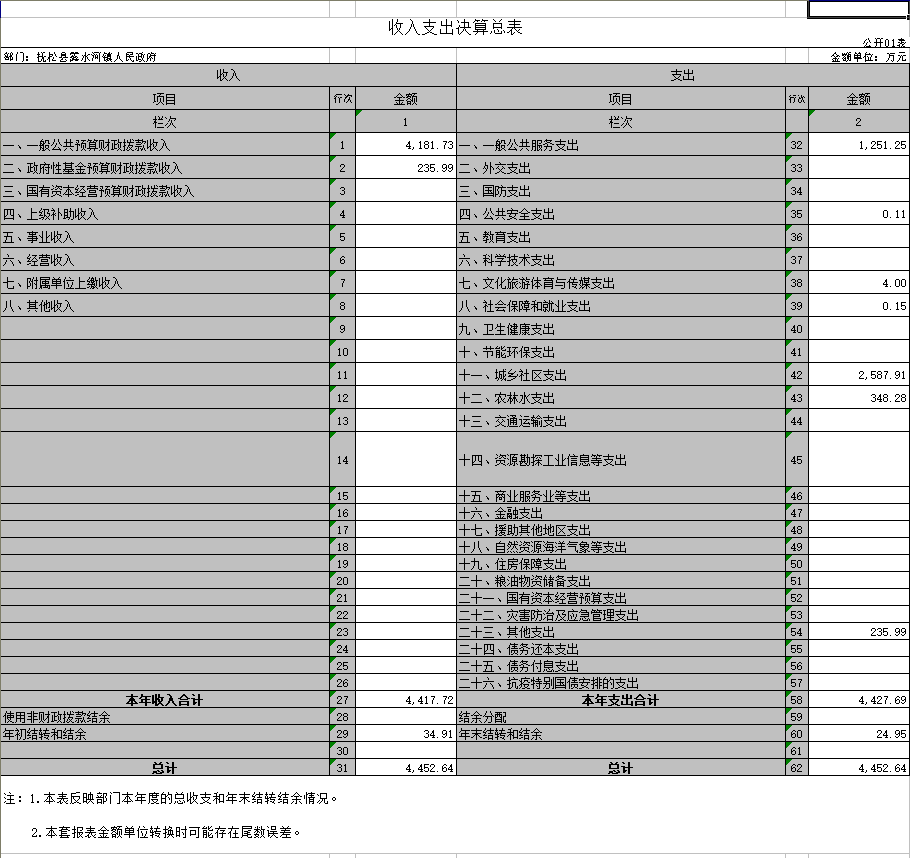 收入支出决算总表
公开01表
部门：抚松县露水河镇人民政府 金额单位：万元
收入 支出
项目 行次 金额 项目 行次 金额
栏次 1 栏次 2
一、一般公共预算财政拨款收入 1 4,181.73 一、一般公共服务支出 32 1,251.25
二、政府性基金预算财政拨款收入 2 235.99 二、外交支出 33
三、国有资本经营预算财政拨款收入 3 三、国防支出 34
四、上级补助收入 4 四、公共安全支出 35 0.11
五、事业收入 5 五、教育支出 36
六、经营收入 6 六、科学技术支出 37
七、附属单位上缴收入 7 七、文化旅游体育与传媒支出 38 4.00
八、其他收入 8 八、社会保障和就业支出 39 0.15
9 九、卫生健康支出 40
10 十、节能环保支出 41
11 十一、城乡社区支出 42 2,587.91
12 十二、农林水支出 43 348.28
13 十三、交通运输支出 44
14 十四、资源勘探工业信息等支出 45
15 十五、商业服务业等支出 46
16 十六、金融支出 47
17 十七、援助其他地区支出 48
18 十八、自然资源海洋气象等支出 49
19 十九、住房保障支出 50
20 二十、粮油物资储备支出 51
21 二十一、国有资本经营预算支出 52
22 二十二、灾害防治及应急管理支出 53
23 二十三、其他支出 54 235.99
24 二十四、债务还本支出 55
25 二十五、债务付息支出 56
26 二十六、抗疫特别国债安排的支出 57
本年收入合计 27 4,417.72 本年支出合计 58 4,427.69
使用非财政拨款结余 28 结余分配 59
年初结转和结余 29 34.91 年末结转和结余 60 24.95
30 61
总计 31 4,452.64 总计 62 4,452.64
注：1.本表反映部门本年度的总收支和年末结转结余情况。
2.本套报表金额单位转换时可能存在尾数误差。